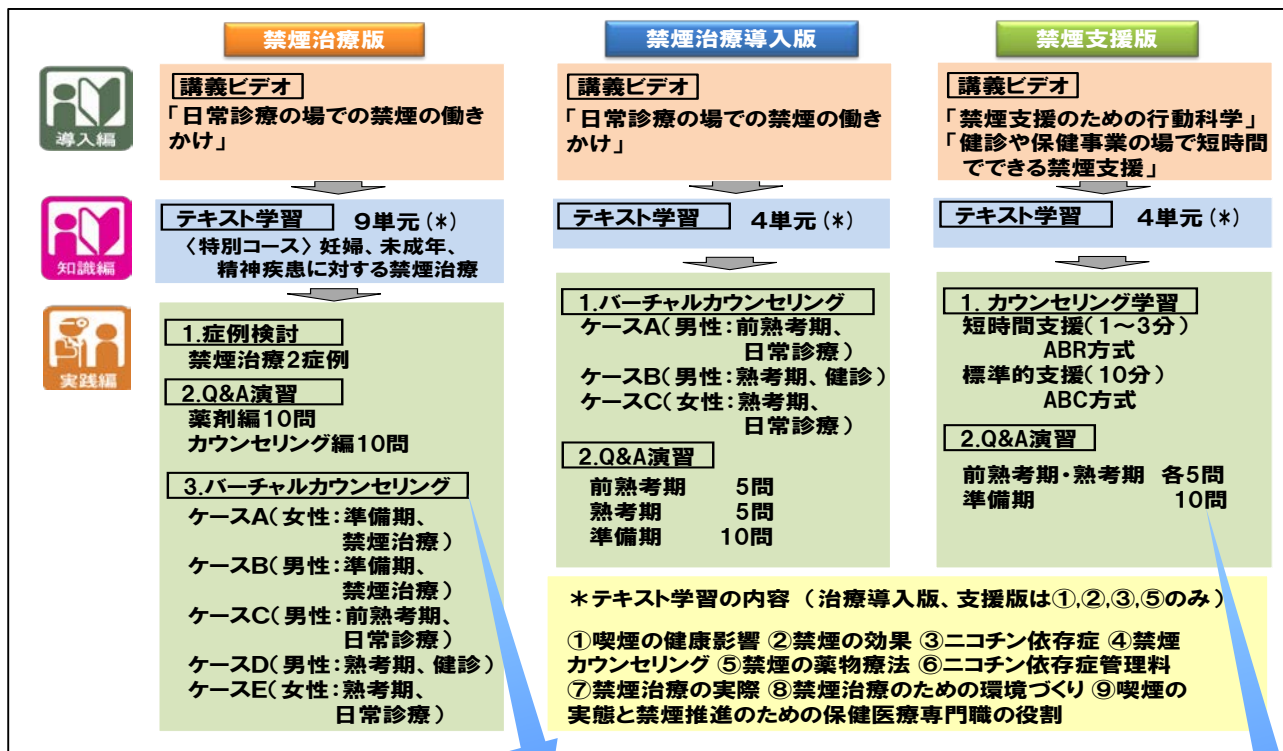 禁煙治療版
禁煙治療導入版
禁煙支援版
導入編
講義ビデオ
「日常診療の場での禁煙の働き
かけ」
講義ビデオ
「日常診療の場での禁煙の働き
かけ」
講義ビデオ
「禁煙支援のための行動科学」
「健診や保健事業の場で短時間
でできる禁煙支援」
知識編
テキスト学習 9単元(*)
〈特別コース〉妊婦、未成年、
精神疾患に対する禁煙治療
テキスト学習 4単元(*)
テキスト学習 4単元(*)
実践編
1.症例検討
禁煙治療2症例
2.Q&A演習
薬剤編10問
カウンセリング編10問
3.バーチャルカウンセリング
ケースA(女性:準備期、
禁煙治療)
ケースB(男性:準備期、
禁煙治療)
ケースC(男性:前熟考期、
日常診療)
ケースD(男性:熟考期、健診)
ケースE(女性:熟考期、
日常診療)
1.バーチャルカウンセリング
ケースA(男性:前熟考期、
日常診療)
ケースB(男性:熟考期、健診)
ケースC(女性:熟考期、
日常診療)
2.Q&A演習
前熟考期 5問
熟考期 5問
準備期 10問
1. カウンセリング学習
短時間支援(1~3分)
ABR方式
標準的支援(10分)
ABC方式
2.Q&A演習
前熟考期・熟考期 各5問
準備期 10問
*テキスト学習の内容 (治療導入版、支援版は①,②,③,⑤のみ)
①喫煙の健康影響 ②禁煙の効果 ③ニコチン依存症 ④禁煙
カウンセリング ⑤禁煙の薬物療法 ⑥ニコチン依存症管理料
⑦禁煙治療の実際 ⑧禁煙治療のための環境づくり ⑨喫煙の
実態と禁煙推進のための保健医療専門職の役割